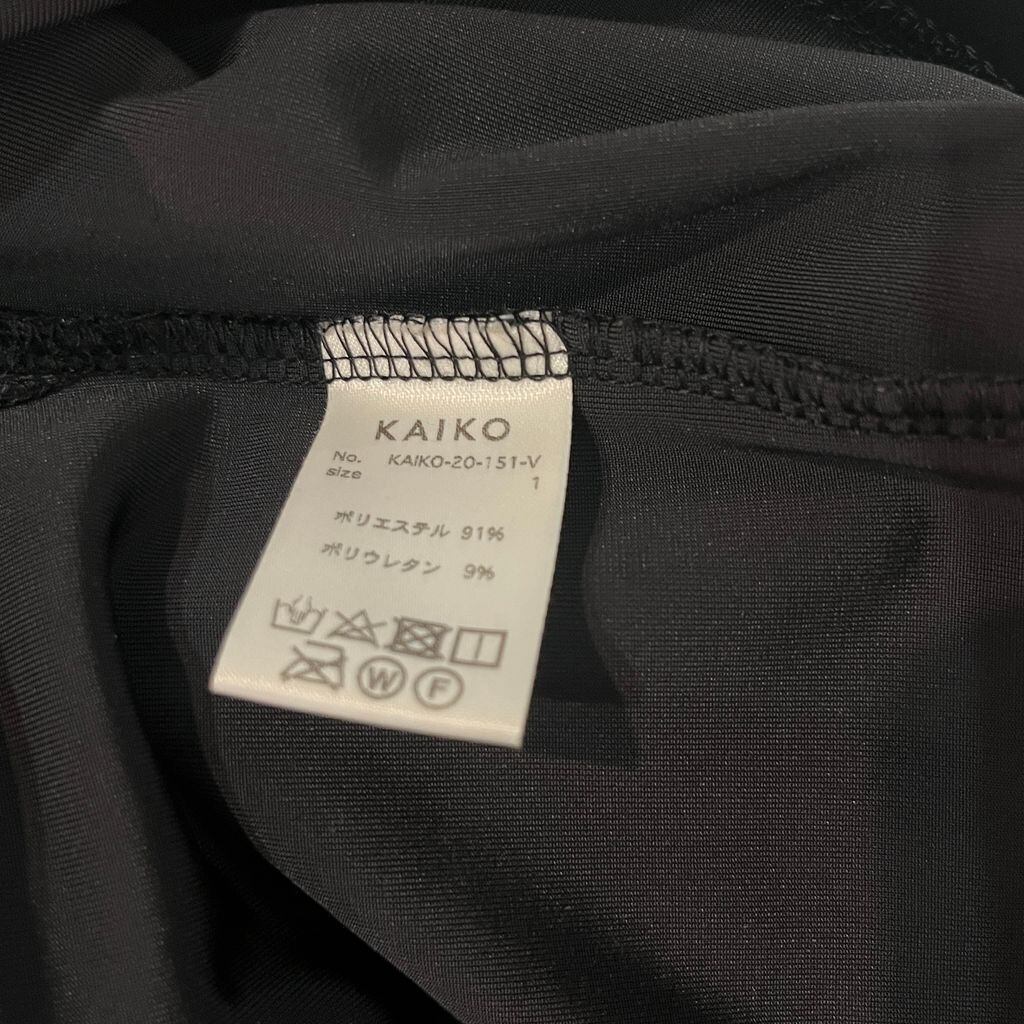 KAIKO
No. KAIKO-20-151-V
size 1
ポリエステル 91%
ポリウレタン 9%
W F